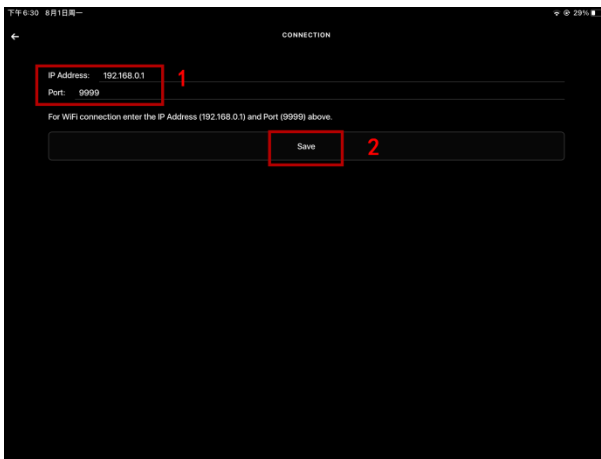 下午6:30 8月1日周一 29%
CONNECTION
IP Address: 192.168.0.1 1
Port: 9999
For WiFi connection enter the IP Address (192.168.0.1) and Port (9999) above.
Save 2